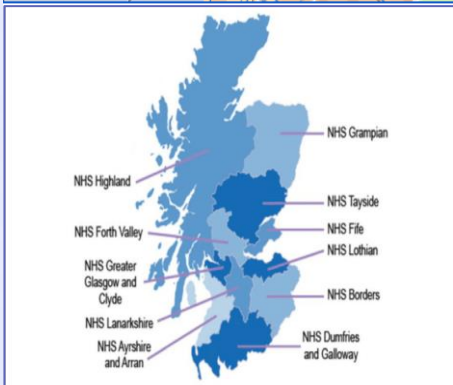 NHS Grampian
NHS Highland
NHS Tayside
NHS Forth Valley
NHS Fife
NHS Lothian
NHS Greater
Glasgow and
Clyde
NHS Borders
NHS Lanarkshire
NHS Ayrshire
and Arran
NHS Dumfries
and Galloway